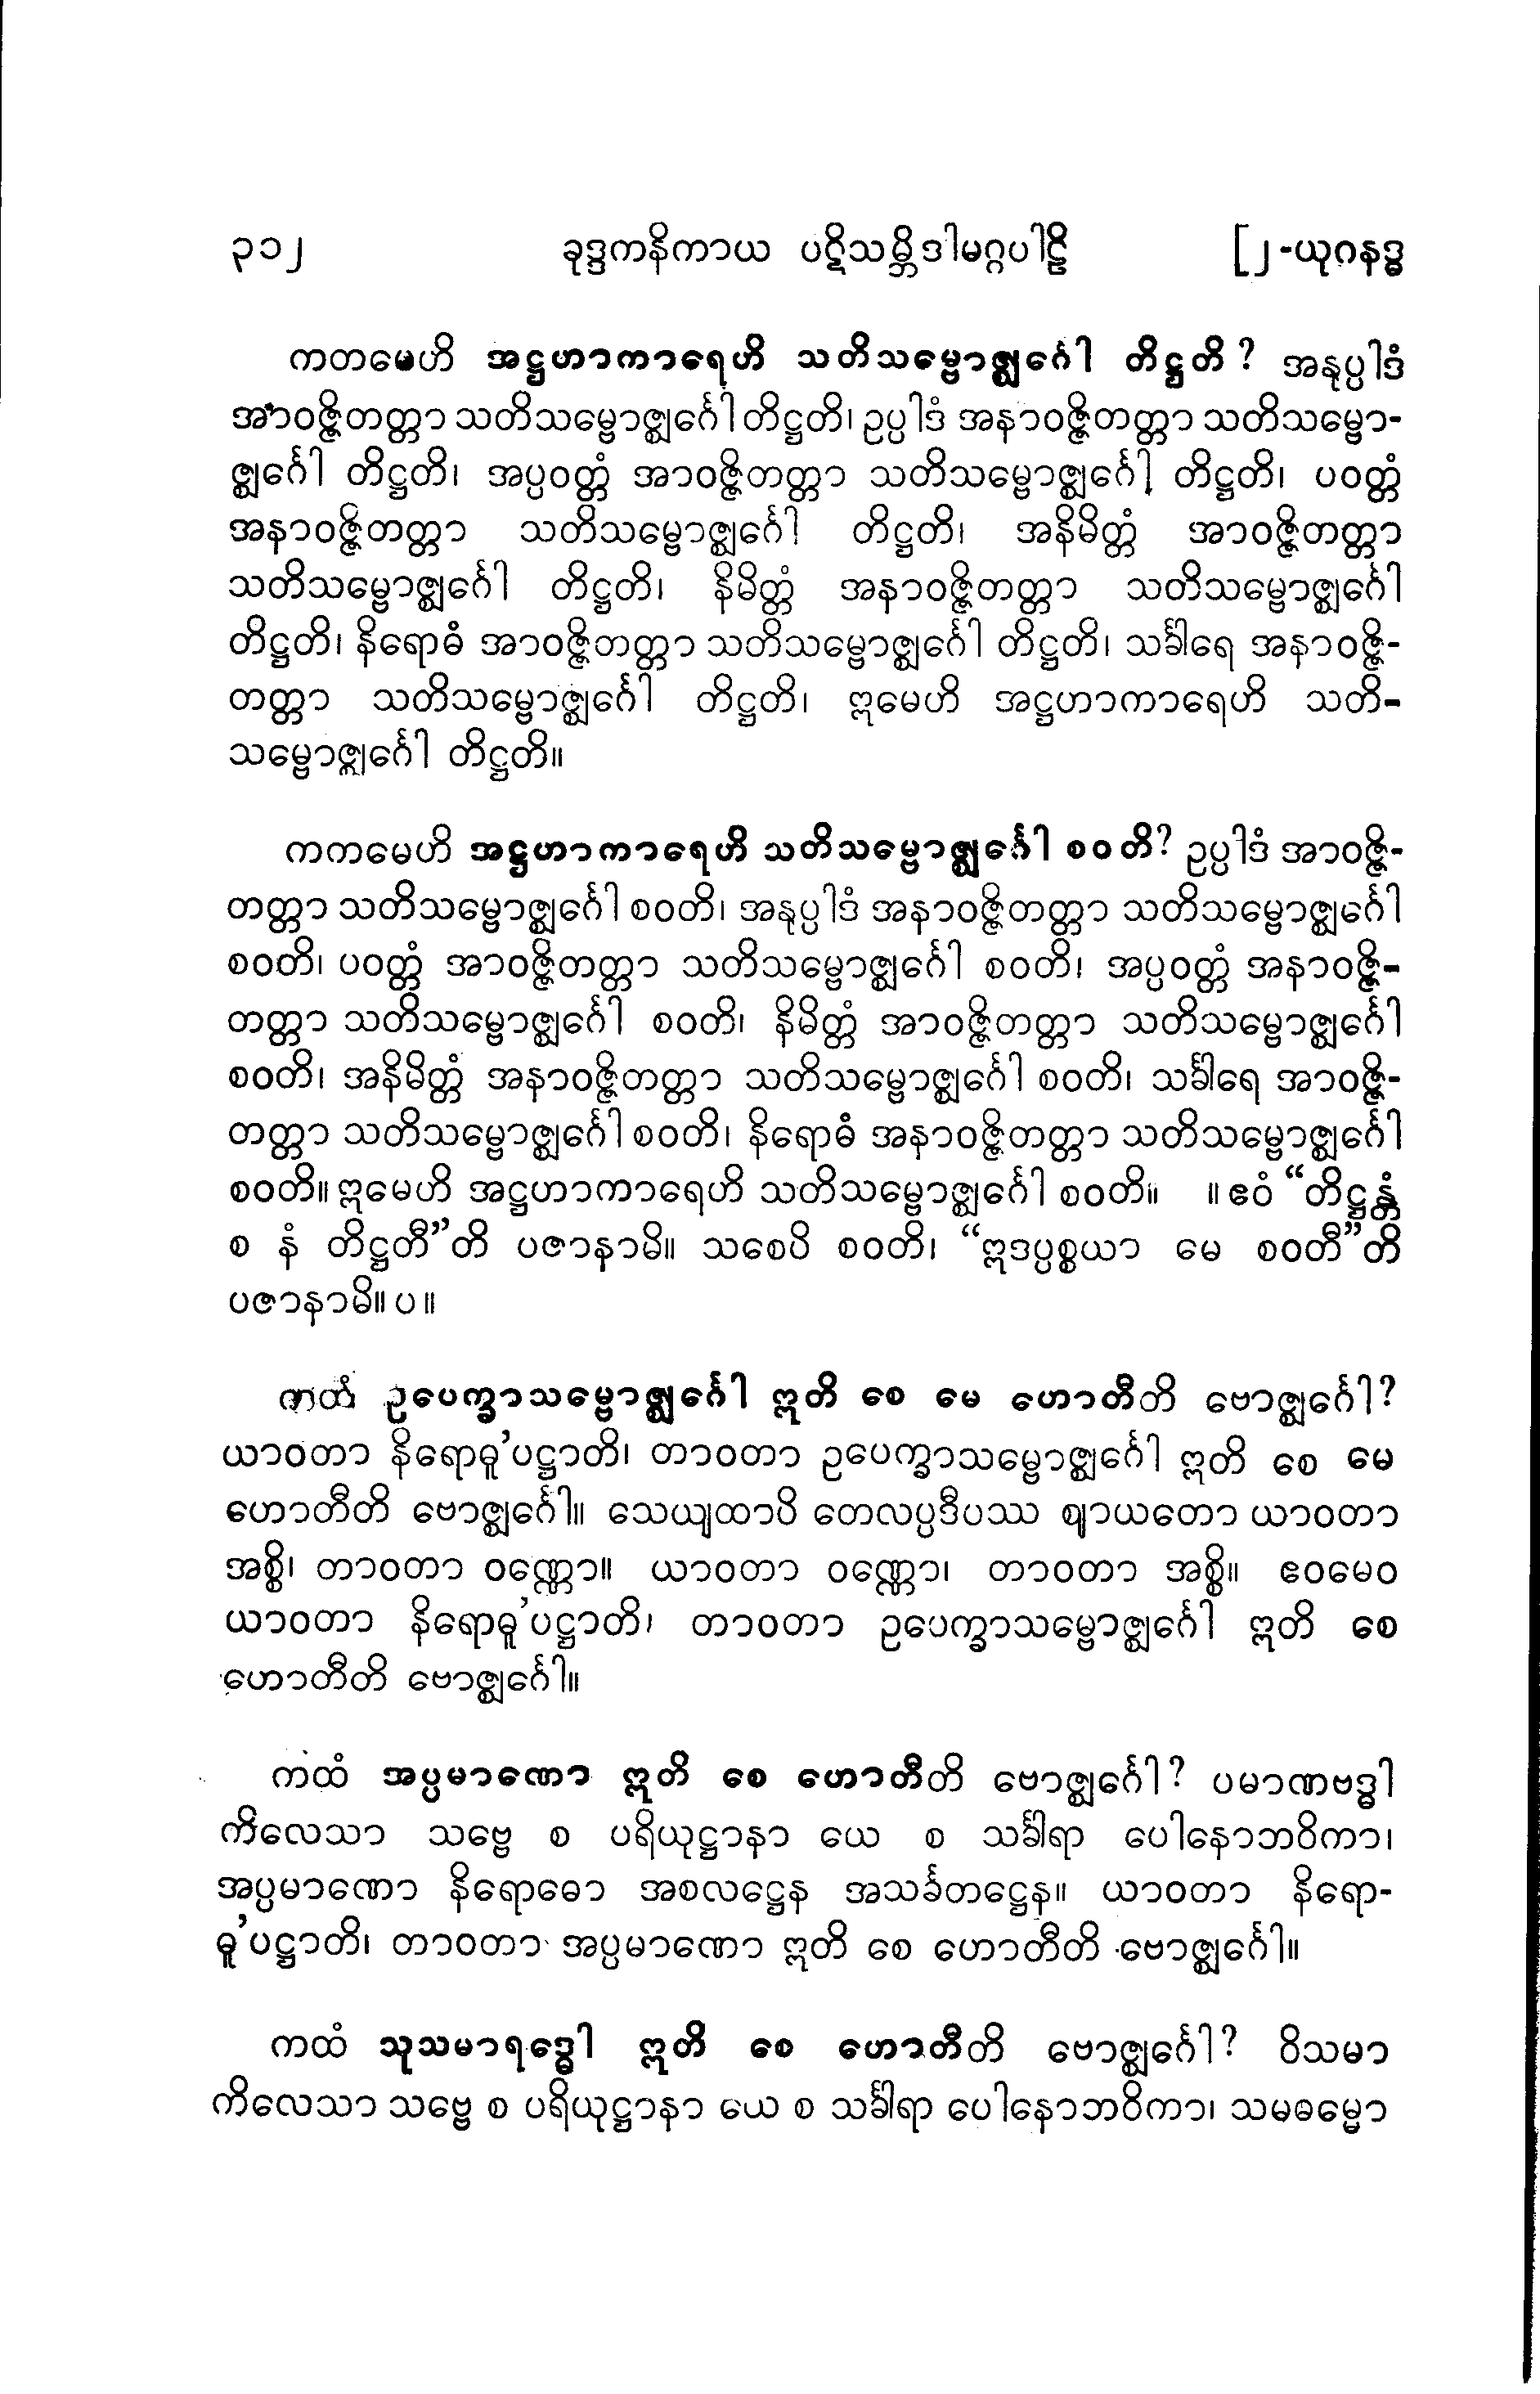 ၃၁၂ ခုဒ္ဒကနိကာယ ပဋိသမ္ဘိဒါမဂ္ဂပါဠိ [၂-ယုဂနဒ္ဓ
ကတမေဟိ အဋ္ဌဟာကာရေဟိ သတိသမ္ဗောဇ္ဈင်္ဂေါ တိဋ္ဌတိ? အနုပ္ပါဒံ
အာဝဇ္ဇိတတ္တာ သတိသမ္ဗောဇ္ဈင်္ဂေါ တိဋ္ဌတိ၊ ဥပ္ပါဒံ အနာဝဇ္ဇိတတ္တာ သတိသမ္ဗော-
ဇ္ဈင်္ဂေါ တိဋ္ဌတိ၊ အပ္ပဝတ္တံ အာဝဇ္ဇိတတ္တာ သတိသမ္ဗောဇ္ဈင်္ဂေါ တိဋ္ဌတိ၊ ပဝတ္တံ
အနာဝဇ္ဇိတတ္တာ သတိသမ္ဗောဇ္ဈင်္ဂေါ တိဋ္ဌတိ၊ အနိမိတ္တံ အာဝဇ္ဇိတတ္တာ
သတိသမ္ဗောဇ္ဈင်္ဂေါ တိဋ္ဌတိ၊ နိမိတ္တံ အနာဝဇ္ဇိတတ္တာ သတိသမ္ဗောဇ္ဈင်္ဂေါ
တိဋ္ဌတိ၊ နိရောဓံ အာဝဇ္ဇိတတ္တာ သတိသမ္ဗောဇ္ဈင်္ဂေါ တိဋ္ဌတိ၊ သင်္ခါရေ အနာဝဇ္ဇိ-
တတ္တာ သတိသမ္ဗောဇ္ဈင်္ဂေါ တိဋ္ဌတိ၊ ဣမေဟိ အဋ္ဌဟာကာရေဟိ သတိ-
သမ္ဗောဇ္ဈင်္ဂေါ တိဋ္ဌတိ။
ကကမေဟိ အဋ္ဌဟာကာရေဟိ သတိသမ္ဗောဇ္ဈင်္ဂေါ စဝတိ? ဥပ္ပါဒံ အာဝဇ္ဇိ-
တတ္တာ သတိသမ္ဗောဇ္ဈင်္ဂေါ စဝတိ၊ အနုပ္ပါဒံ အနာဝဇ္ဇိတတ္တာ သတိသမ္ဗောဇ္ဈင်္ဂေါ
စဝတိ၊ ပဝတ္တံ အာဝဇ္ဇိတတ္တာ သတိသမ္ဗောဇ္ဈင်္ဂေါ စဝတိ၊ အပ္ပဝတ္တံ အနာဝဇ္ဇိ-
တတ္တာ သတိသမ္ဗောဇ္ဈင်္ဂေါ စဝတိ၊ နိမိတ္တံ အာဝဇ္ဇိတတ္တာ သတိသမ္ဗောဇ္ဈင်္ဂေါ
စဝတိ၊ အနိမိတ္တံ အနာဝဇ္ဇိတတ္တာ သတိသမ္ဗောဇ္ဈင်္ဂေါ စဝတိ၊ သင်္ခါရေ အာဝဇ္ဇိ-
တတ္တာ သတိသမ္ဗောဇ္ဈင်္ဂေါ စဝတိ၊ နိရောဓံ အနာဝဇ္ဇိတတ္တာ သတိသမ္ဗောဇ္ဈင်္ဂေါ
စဝတိ။ ဣမေဟိ အဋ္ဌဟာကာရေဟိ သတိသမ္ဗောဇ္ဈင်္ဂေါ စဝတိ။ ။ ဧဝံ “တိဋ္ဌန္တံ
စ နံ တိဋ္ဌတီ”တိ ပဇာနာမိ။ သစေပိ စဝတိ၊ “ဣဒပ္ပစ္စယာ မေ စဝတီ”တိ
ပဇာနာမိ။ ပ ။
ကထံ ဥပေက္ခာသမ္ဗောဇ္ဈင်္ဂေါ ဣတိ စေ မေ ဟောတီတိ ဗောဇ္ဈင်္ဂေါ?
ယာဝတာ နိရောဓူ’ပဋ္ဌာတိ၊ တာဝတာ ဥပေက္ခာသမ္ဗောဇ္ဈင်္ဂေါ ဣတိ စေ မေ
ဟောတီတိ ဗောဇ္ဈင်္ဂေါ။ သေယျထာပိ တေလပ္ပဒီပဿ ဈာယတော ယာဝတာ
အစ္စိ၊ တာဝတာ ဝဏ္ဏော။ ယာဝတာ ဝဏ္ဏော၊ တာဝတာ အစ္စိ။ ဧဝမေဝ
ယာဝတာ နိရောဓူ’ပဋ္ဌာတိ၊ တာဝတာ ဥပေက္ခာသမ္ဗောဇ္ဈင်္ဂေါ ဣတိ စေ
ဟောတီတိ ဗောဇ္ဈင်္ဂေါ။
ကထံ အပ္ပမာဏော ဣတိ စေ ဟောတီတိ ဗောဇ္ဈင်္ဂေါ? ပမာဏဗဒ္ဓါ
ကိလေသာ သဗ္ဗေ စ ပရိယုဋ္ဌာနာ ယေ စ သင်္ခါရာ ပေါနောဘဝိကာ၊
အပ္ပမာဏော နိရောဓော အစလဋ္ဌေန အသင်္ခတဋ္ဌေန။ ယာဝတာ နိရော-
ဓူ’ပဋ္ဌာတိ၊ တာဝတာ အပ္ပမာဏော ဣတိ စေ ဟောတီတိ ဗောဇ္ဈင်္ဂေါ။
ကထံ သုသမာရဒ္ဓေါ ဣတိ စေ ဟောတီတိ ဗောဇ္ဈင်္ဂေါ? ဝိသမာ
ကိလေသာ သဗ္ဗေ စ ပရိယုဋ္ဌာနာ ယေ စ သင်္ခါရာ ပေါနောဘဝိကာ၊ သမဓမ္မော